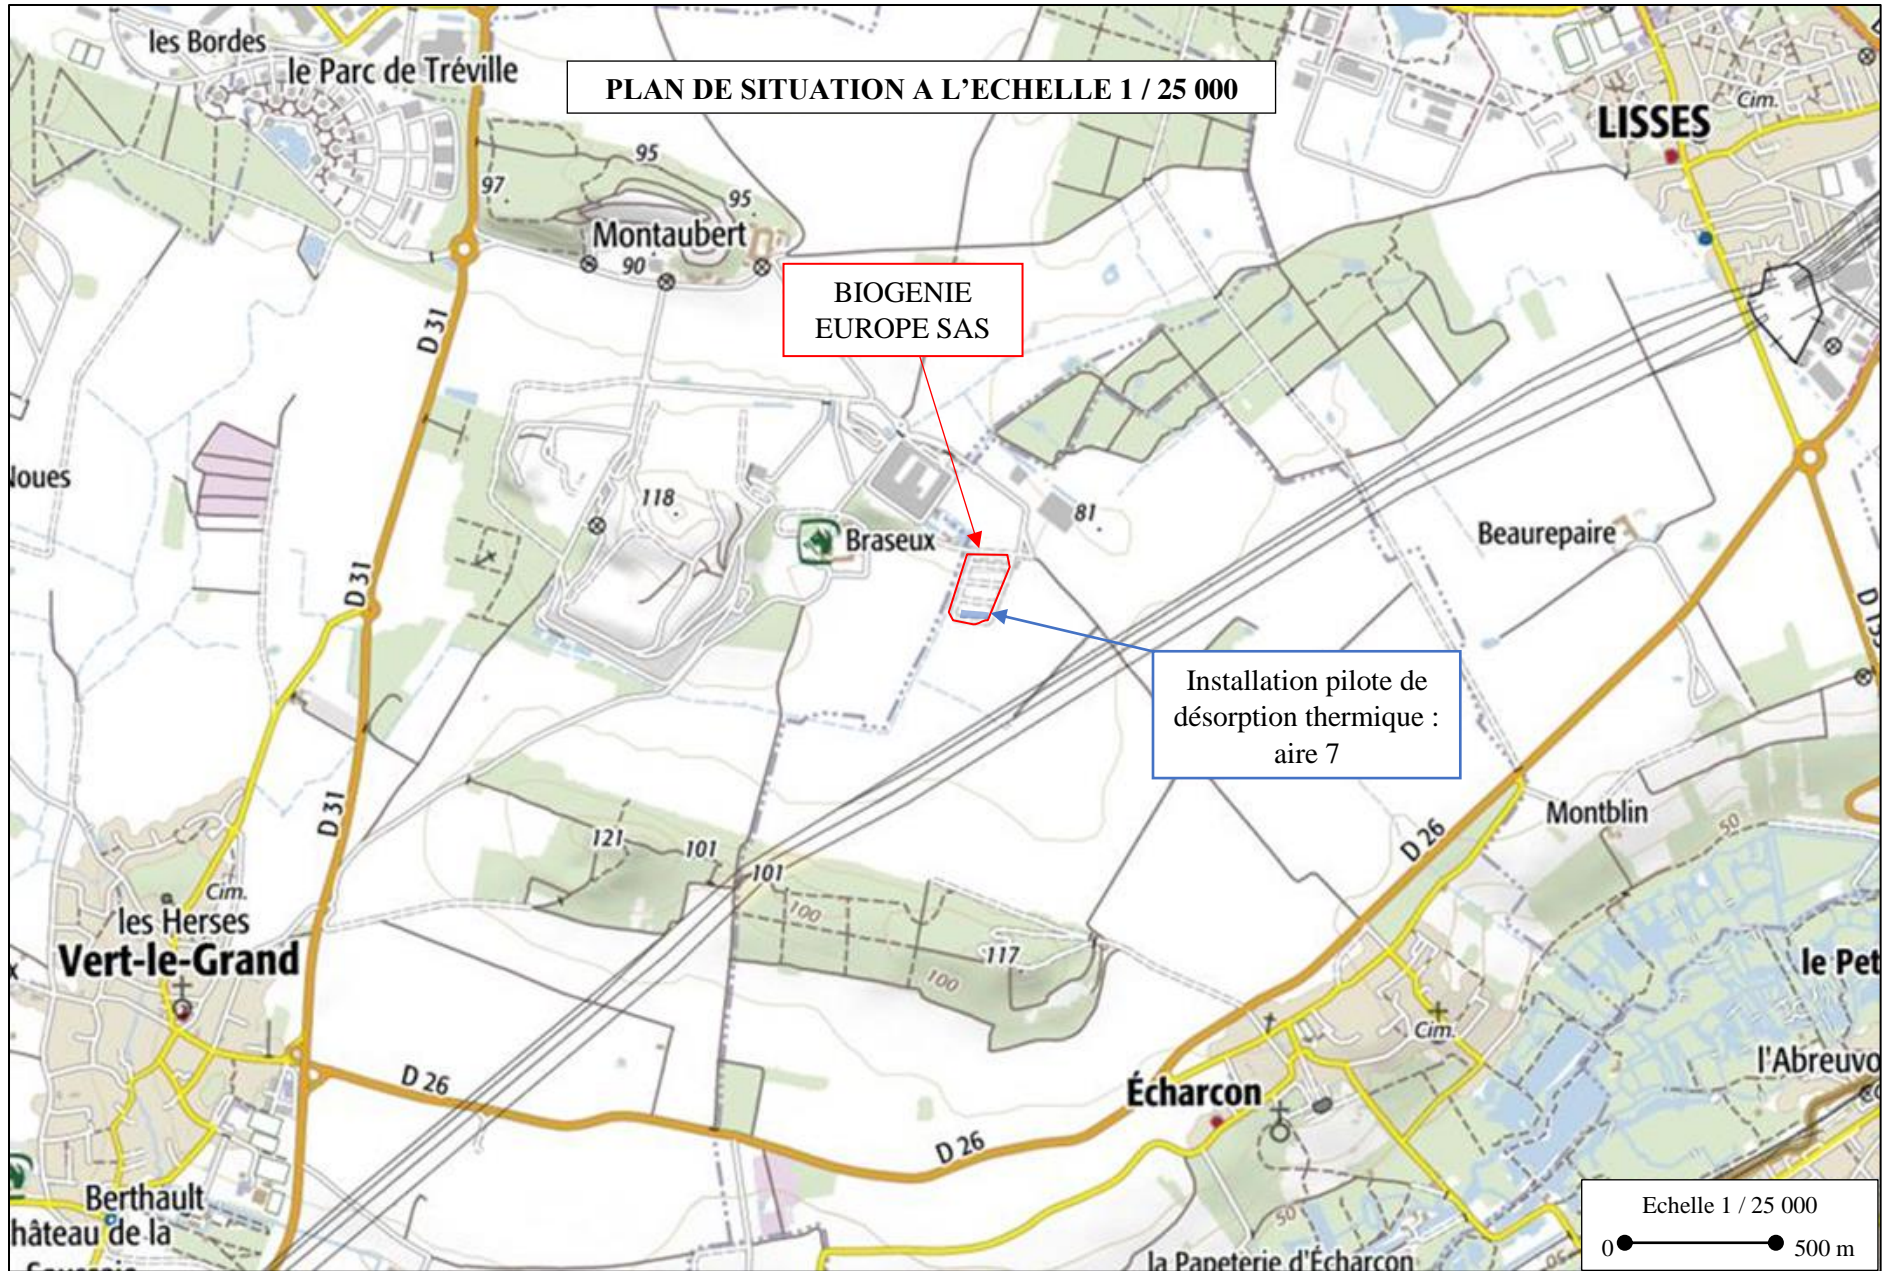 les Bordes
le Parc de Tréville
PLAN DE SITUATION A L'ECHELLE 1 / 25 000
Cim.
LISSES
95
97
95
Montaubert
90
BIOGENIE
EUROPE SAS
D 31
118
81
Braseux
Beaurepaire
D 31
Installation pilote de
désorption thermique :
aire 7
D 31
Montblin
50
D 26
121
101
101
100
Cim.
les Herses
Vert-le-Grand
117
100
le Pet
Cim.
l'Abreuvo
D 26
Écharcon
D 26
Berthault
hâteau de la
50
Echelle 1 / 25 000
0 500 m
la Papeterie d'Écharcon
50